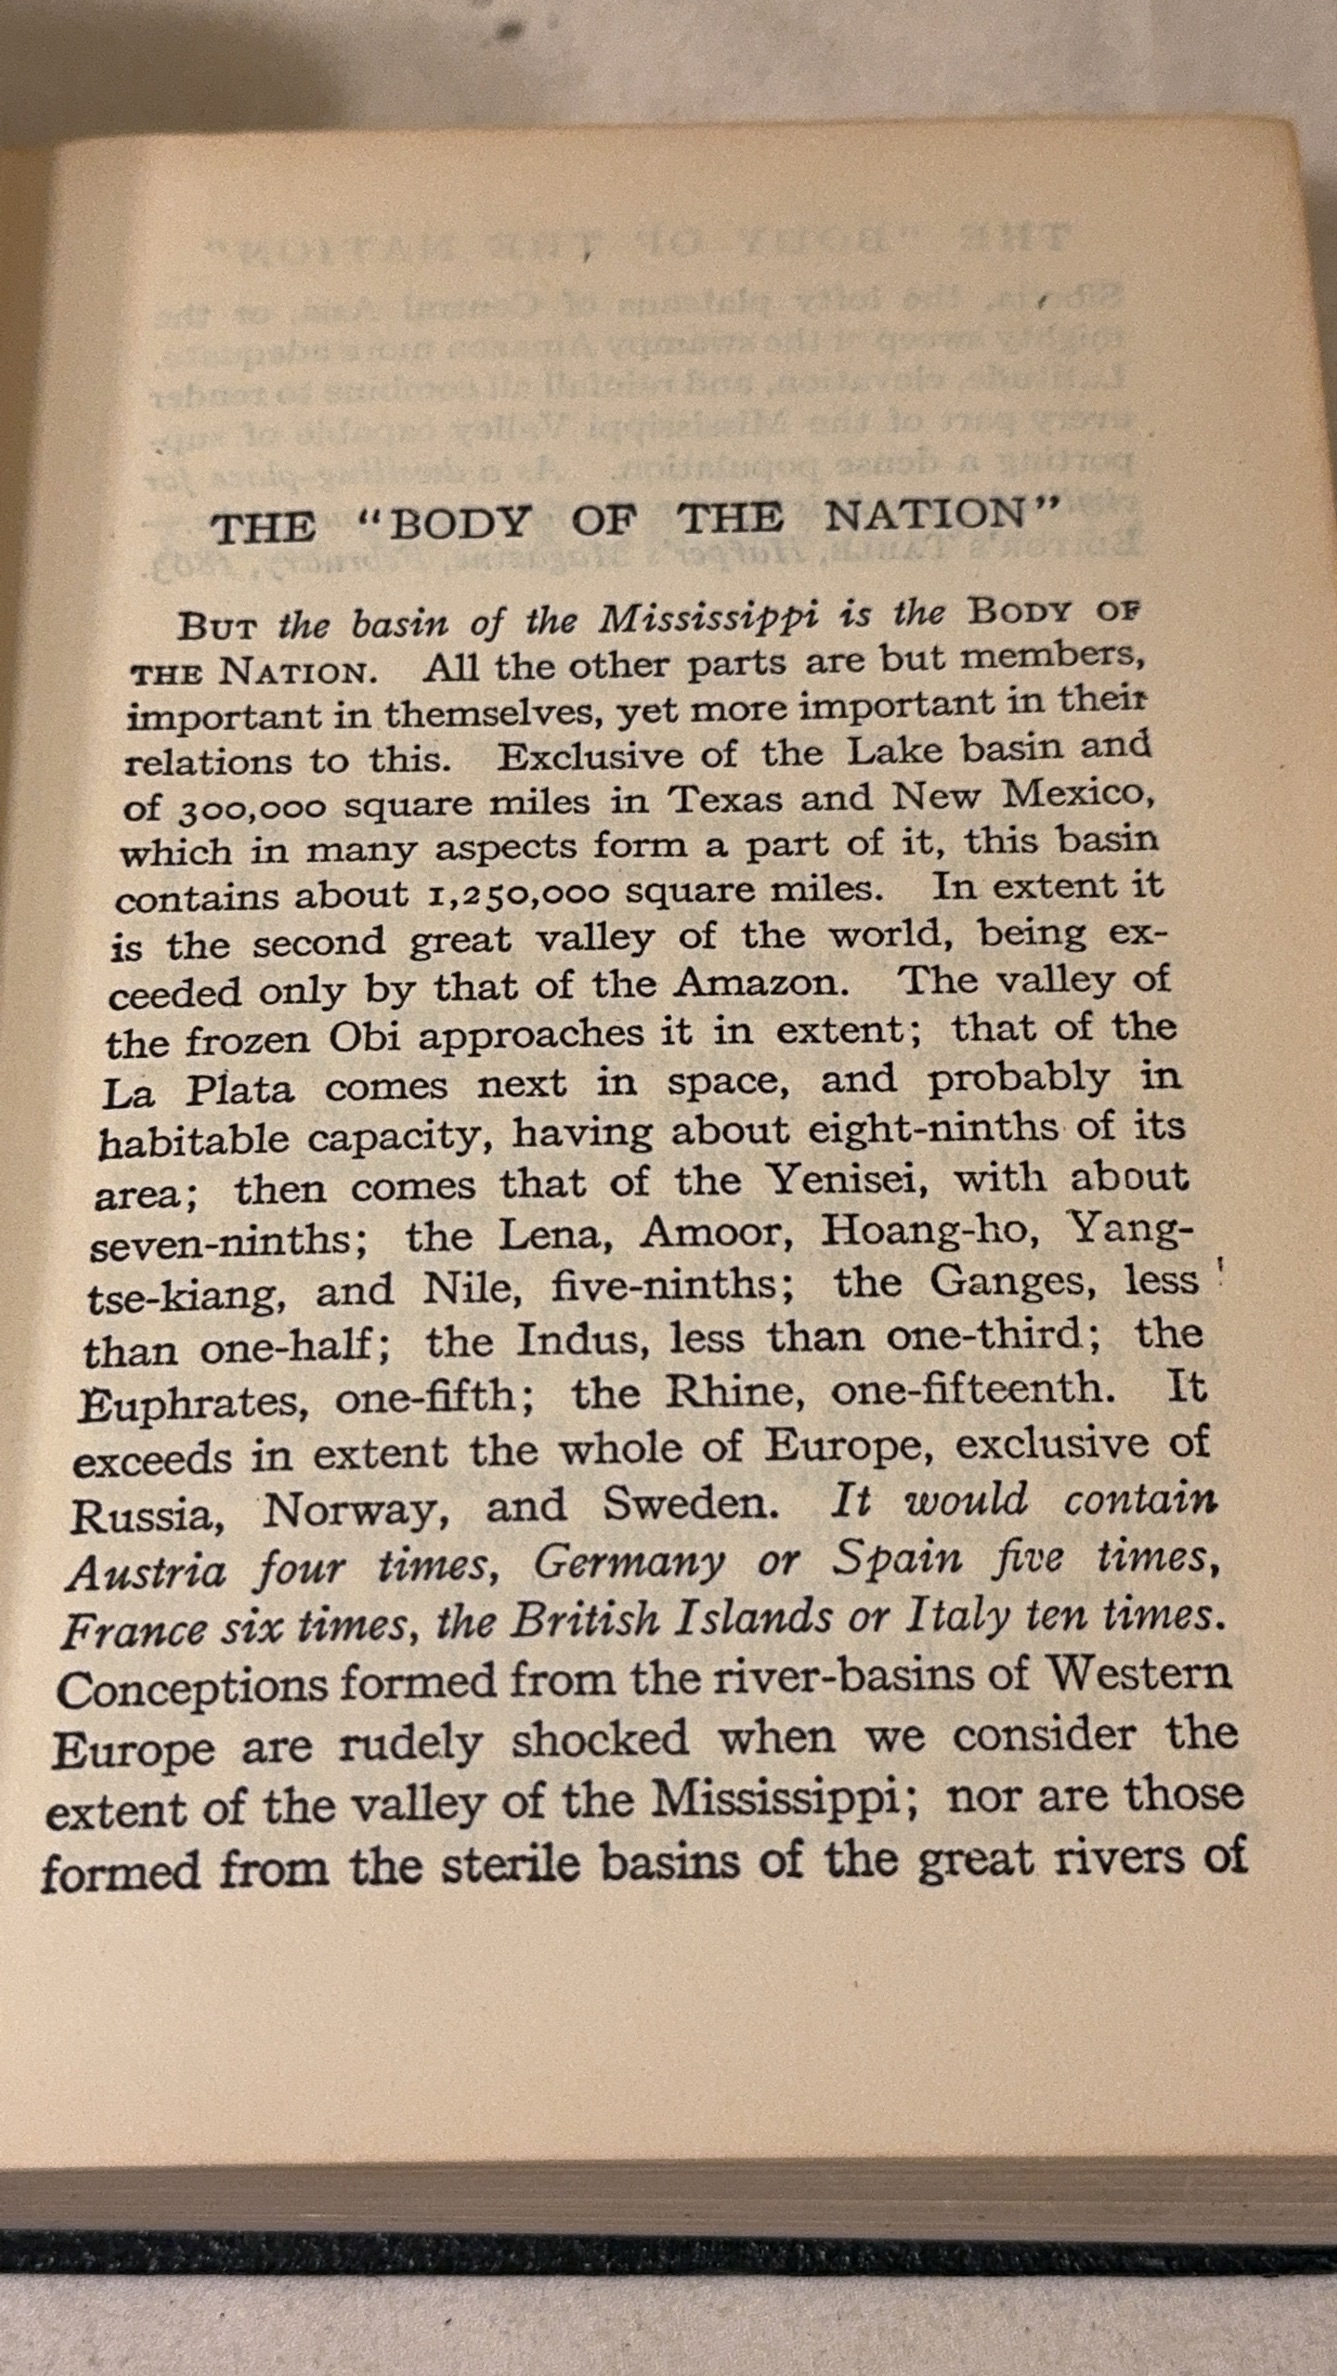 THE "BODY OF THE NATION"
BUT the basin of the Mississippi is the BODY OF
THE NATION. All the other parts are but members,
important in themselves, yet more important in their
relations to this. Exclusive of the Lake basin and
of 300,000 square miles in Texas and New Mexico,
which in many aspects form a part of it, this basin
contains about 1,250,000 square miles. In extent it
is the second great valley of the world, being ex-
ceeded only by that of the Amazon. The valley of
the frozen Obi approaches it in extent; that of the
La Plata comes next in space, and probably in
habitable capacity, having about eight-ninths of its
area; then comes that of the Yenisei, with about
seven-ninths; the Lena, Amoor, Hoang-ho, Yang-
tse-kiang, and Nile, five-ninths; the Ganges, less
than one-half; the Indus, less than one-third; the
Euphrates, one-fifth; the Rhine, one-fifteenth. It
exceeds in extent the whole of Europe, exclusive of
Russia, Norway, and Sweden. It would contain
Austria four times, Germany or Spain five times,
France six times, the British Islands or Italy ten times.
Conceptions formed from the river-basins of Western
Europe are rudely shocked when we consider the
extent of the valley of the Mississippi; nor are those
formed from the sterile basins of the great rivers of